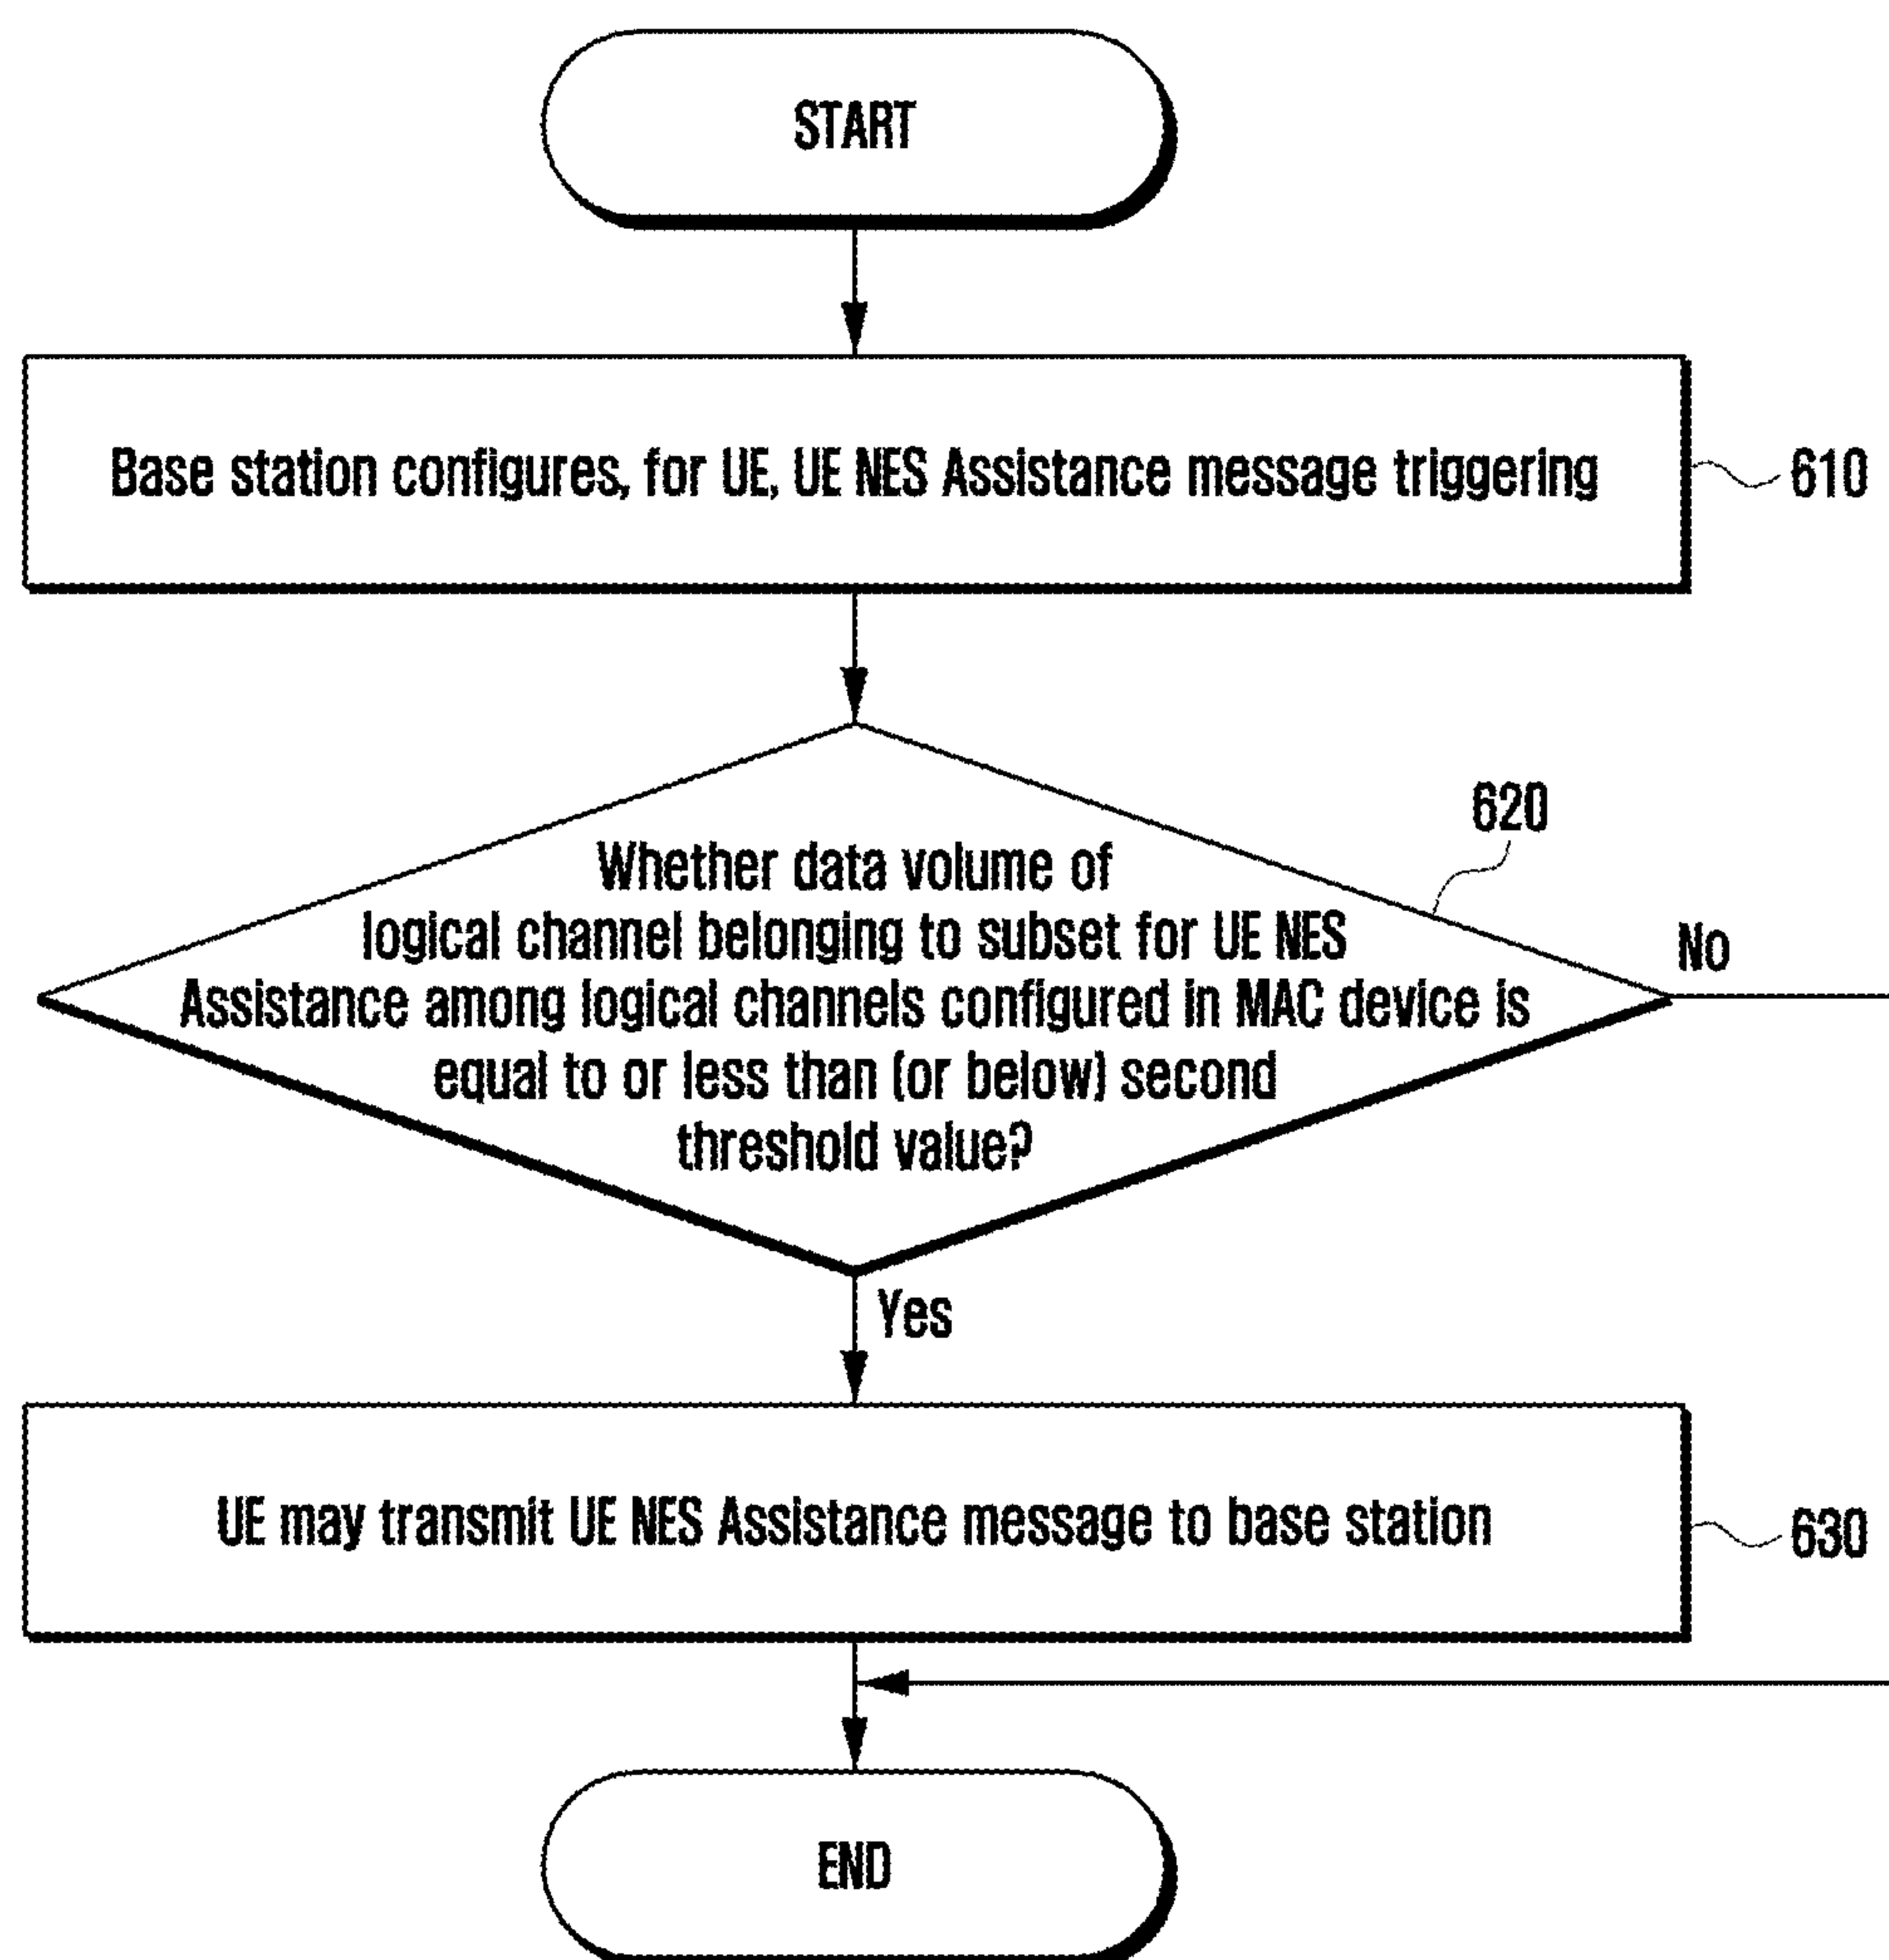 START
Base station configures, for UE, UE NES Assistance message triggering
610
620
Whether data volume of
logical channel belonging to subset for UE NES
Assistance among logical channels configured in MAC device is
equal to or less than (or below) second
threshold value?
No
Yes
UE may transmit UE NES Assistance message to base station
630
END